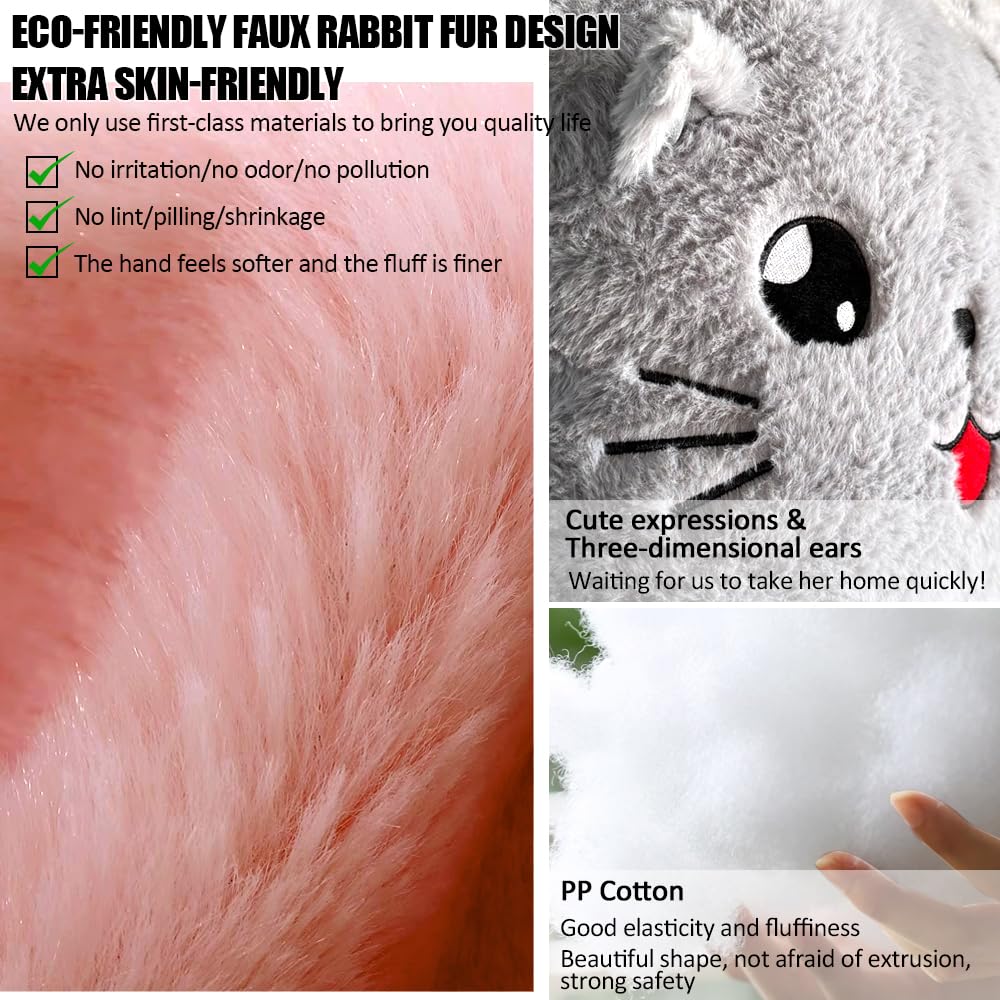 ECO-FRIENDLY FAUX RABBIT FUR DESIGN
EXTRA SKIN-FRIENDLY
We only use first-class materials to bring you quality life
No irritation/no odor/no pollution
No lint/pilling/shrinkage
The hand feels softer and the fluff is finer
Cute expressions &
Three-dimensional ears
Waiting for us to take her home quickly!
PP Cotton
Good elasticity and fluffiness
Beautiful shape, not afraid of extrusion,
strong safety